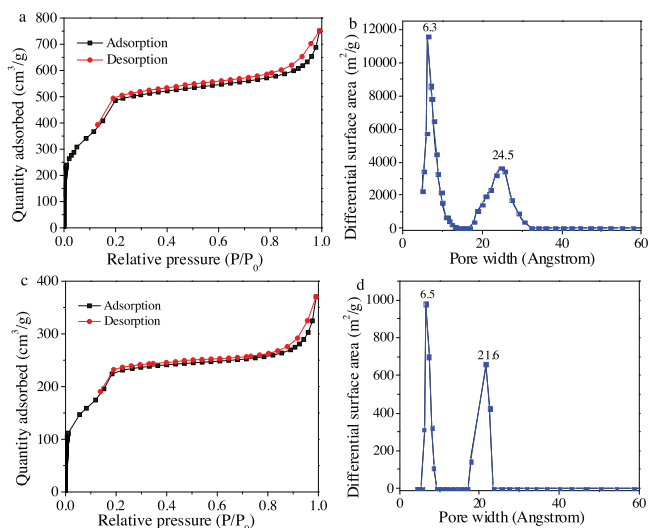 a
Adsorption
Desorption
Quantity adsorbed (cm³/g)
800
700
600
500
400
300
200
100
0
0.0 0.2 0.4 0.6 0.8 1.0
Relative pressure (P/P₀)
b
6.3
24.5
Differential surface area (m²/g)
12000
10000
8000
6000
4000
2000
0
0 20 40 60
Pore width (Angstrom)
c
Adsorption
Desorption
Quantity adsorbed (cm³/g)
400
300
200
100
0
0.0 0.2 0.4 0.6 0.8 1.0
Relative pressure (P/P₀)
d
6.5
21.6
Differential surface area (m²/g)
1000
800
600
400
200
0
0 10 20 30 40 50 60
Pore width (Angstrom)